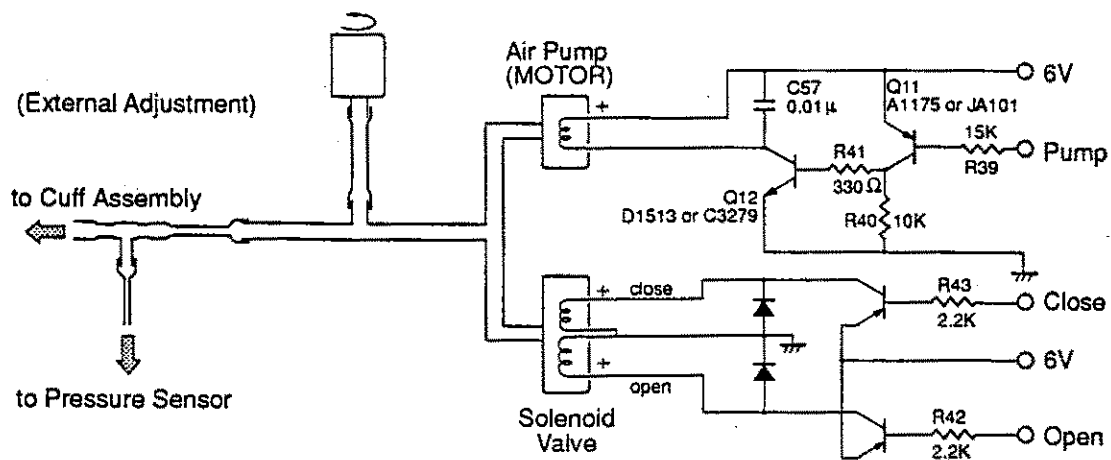 Air Pump
(MOTOR)
+
C57
0,01 μ
Q11
A1175 or JA101
6V
(External Adjustment)
15K
R39
Pump
R41
330 Ω
to Cuff Assembly
Q12
D1513 or C3279
R40
10K
+
close
R43
2.2K
Close
6V
+
open
to Pressure Sensor
Solenoid
Valve
R42
2.2K
Open